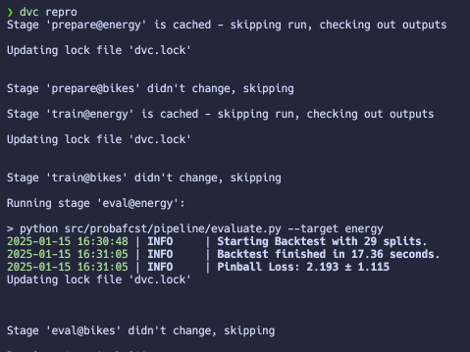 ❯ dvc repro
Stage 'prepare@energy' is cached - skipping run, checking out outputs
Updating lock file 'dvc.lock'
Stage 'prepare@bikes' didn't change, skipping
Stage 'train@energy' is cached - skipping run, checking out outputs
Updating lock file 'dvc.lock'
Stage 'train@bikes' didn't change, skipping
Running stage 'eval@energy':
> python src/probafcst/pipeline/evaluate.py --target energy
2025-01-15 16:30:48 | INFO     | Starting Backtest with 29 splits.
2025-01-15 16:31:05 | INFO     | Backtest finished in 17.36 seconds.
2025-01-15 16:31:05 | INFO     | Pinball Loss: 2.193 ± 1.115
Updating lock file 'dvc.lock'
Stage 'eval@bikes' didn't change, skipping